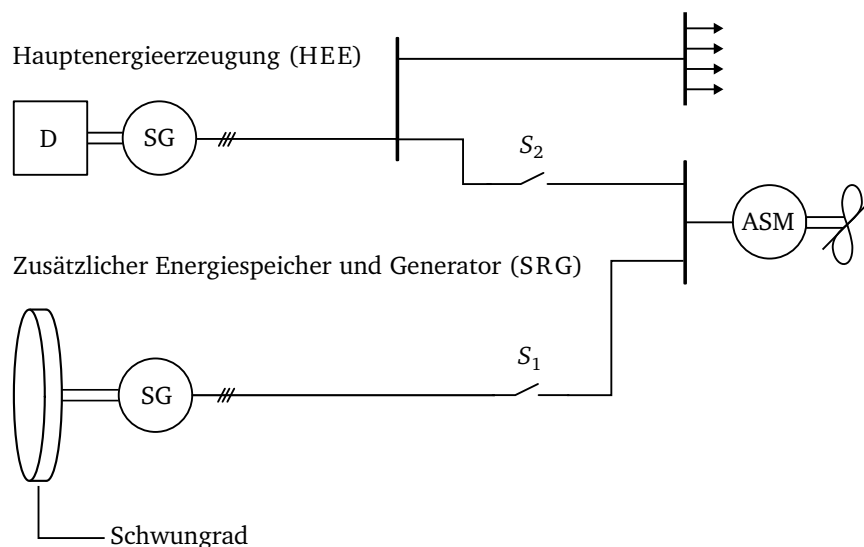 Hauptenergieerzeugung (HEE)
D
SG
S2
ASM
Zusätzlicher Energiespeicher und Generator (SRG)
S1
SG
Schwungrad